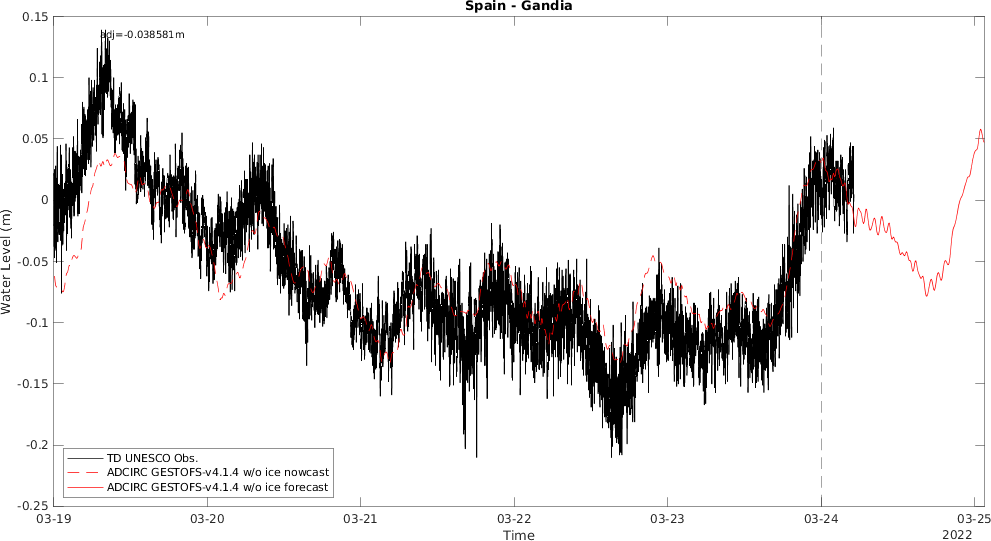 Spain - Gandia
adj=-0.038581m
0.15
0.1
0.05
0
-0.05
-0.1
-0.15
-0.2
-0.25
Water Level (m)
TD UNESCO Obs.
ADCIRC GESTOFS-v4.1.4 w/o ice nowcast
ADCIRC GESTOFS-v4.1.4 w/o ice forecast
03-19 03-20 03-21 03-22 03-23 03-24 03-25
Time
2022